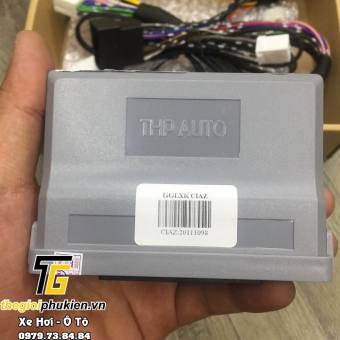 THP AUTO
GGLXK CIAZ
CIAZ:20111098
TG
thegioiphukien.vn
Xe Hơi - Ô Tô
0979.73.84.84